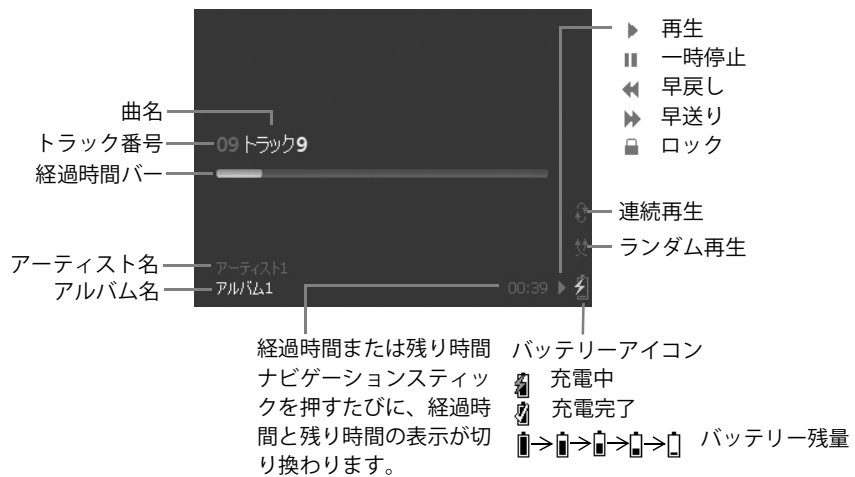 再生
一時停止
早戻し
早送り
ロック
曲名
トラック番号
09 トラック9
経過時間バー
連続再生
ランダム再生
アーティスト名
アーティスト1
アルバム名
アルバム1
00:39
経過時間または残り時間
ナビゲーションスティッ
クを押すたびに、経過時
間と残り時間の表示が切
り換わります。
バッテリーアイコン
充電中
充電完了
バッテリー残量